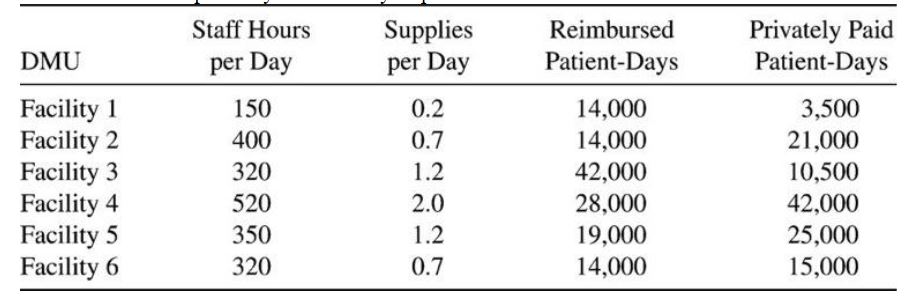 Staff Hours Supplies Reimbursed Privately Paid
DMU per Day per Day Patient-Days Patient-Days
Facility 1 150 0.2 14,000 3,500
Facility 2 400 0.7 14,000 21,000
Facility 3 320 1.2 42,000 10,500
Facility 4 520 2.0 28,000 42,000
Facility 5 350 1.2 19,000 25,000
Facility 6 320 0.7 14,000 15,000